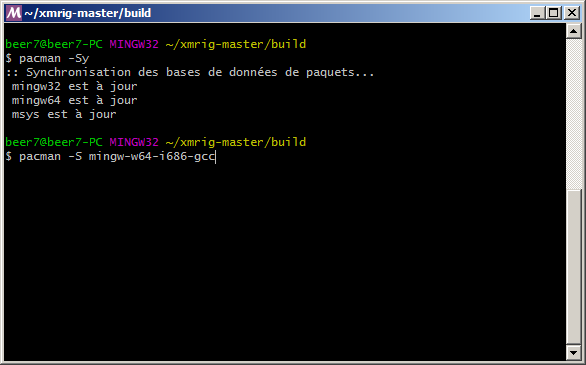 ~/xmrig-master/build
beer7@beer7-PC MINGW32 ~/xmrig-master/build
$ pacman -Sy
:: Synchronisation des bases de données de paquets...
mingw32 est à jour
mingw64 est à jour
msys est à jour
beer7@beer7-PC MINGW32 ~/xmrig-master/build
$ pacman -S mingw-w64-i686-gcc